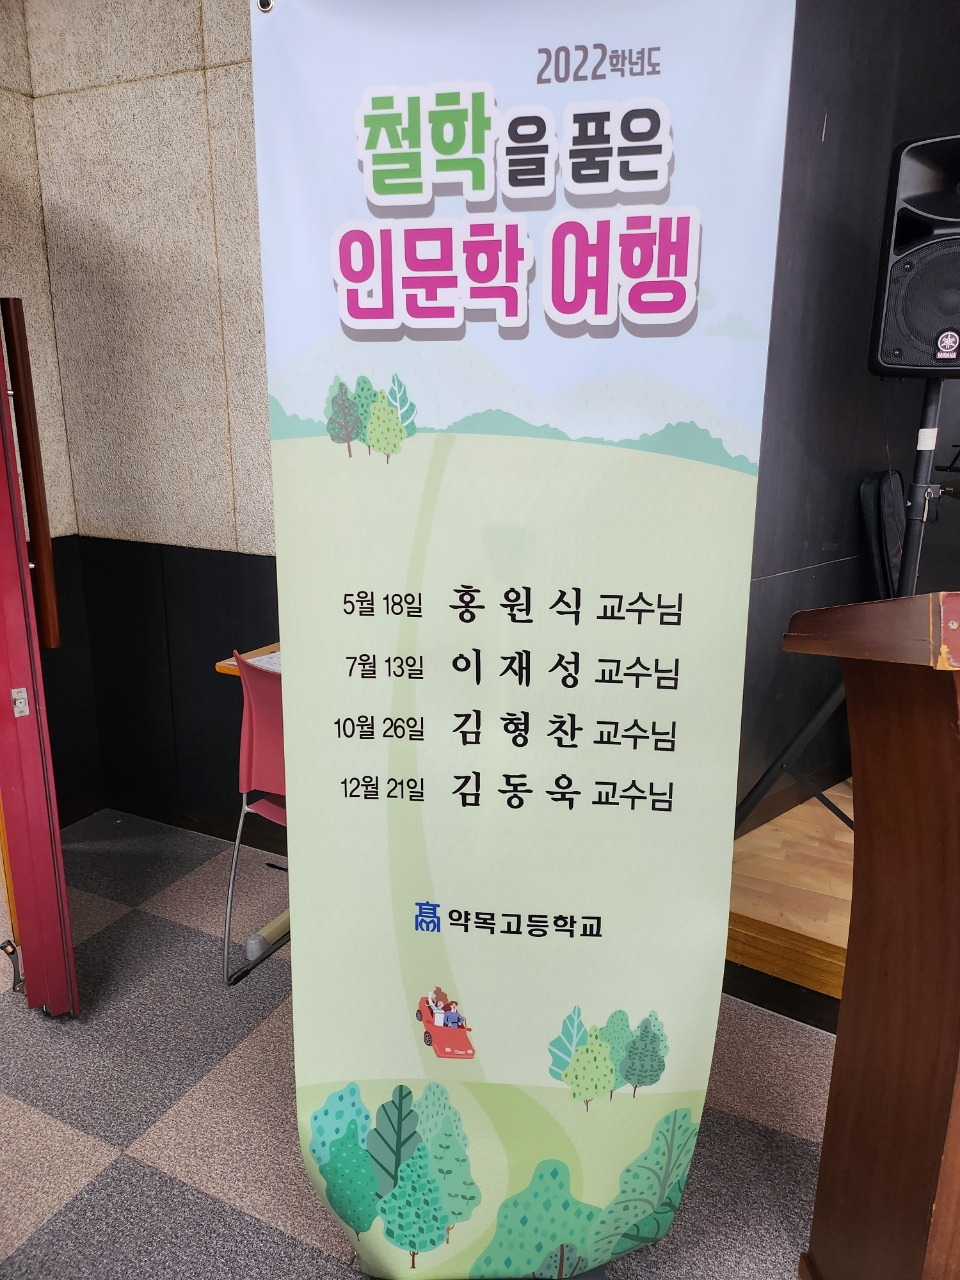 2022학년도
철학을 품은
인문학 여행
5월 18일 홍원식 교수님
7월 13일 이재성 교수님
10월 26일 김형찬 교수님
12월 21일 김동욱 교수님
高 약목고등학교
YAMAHA